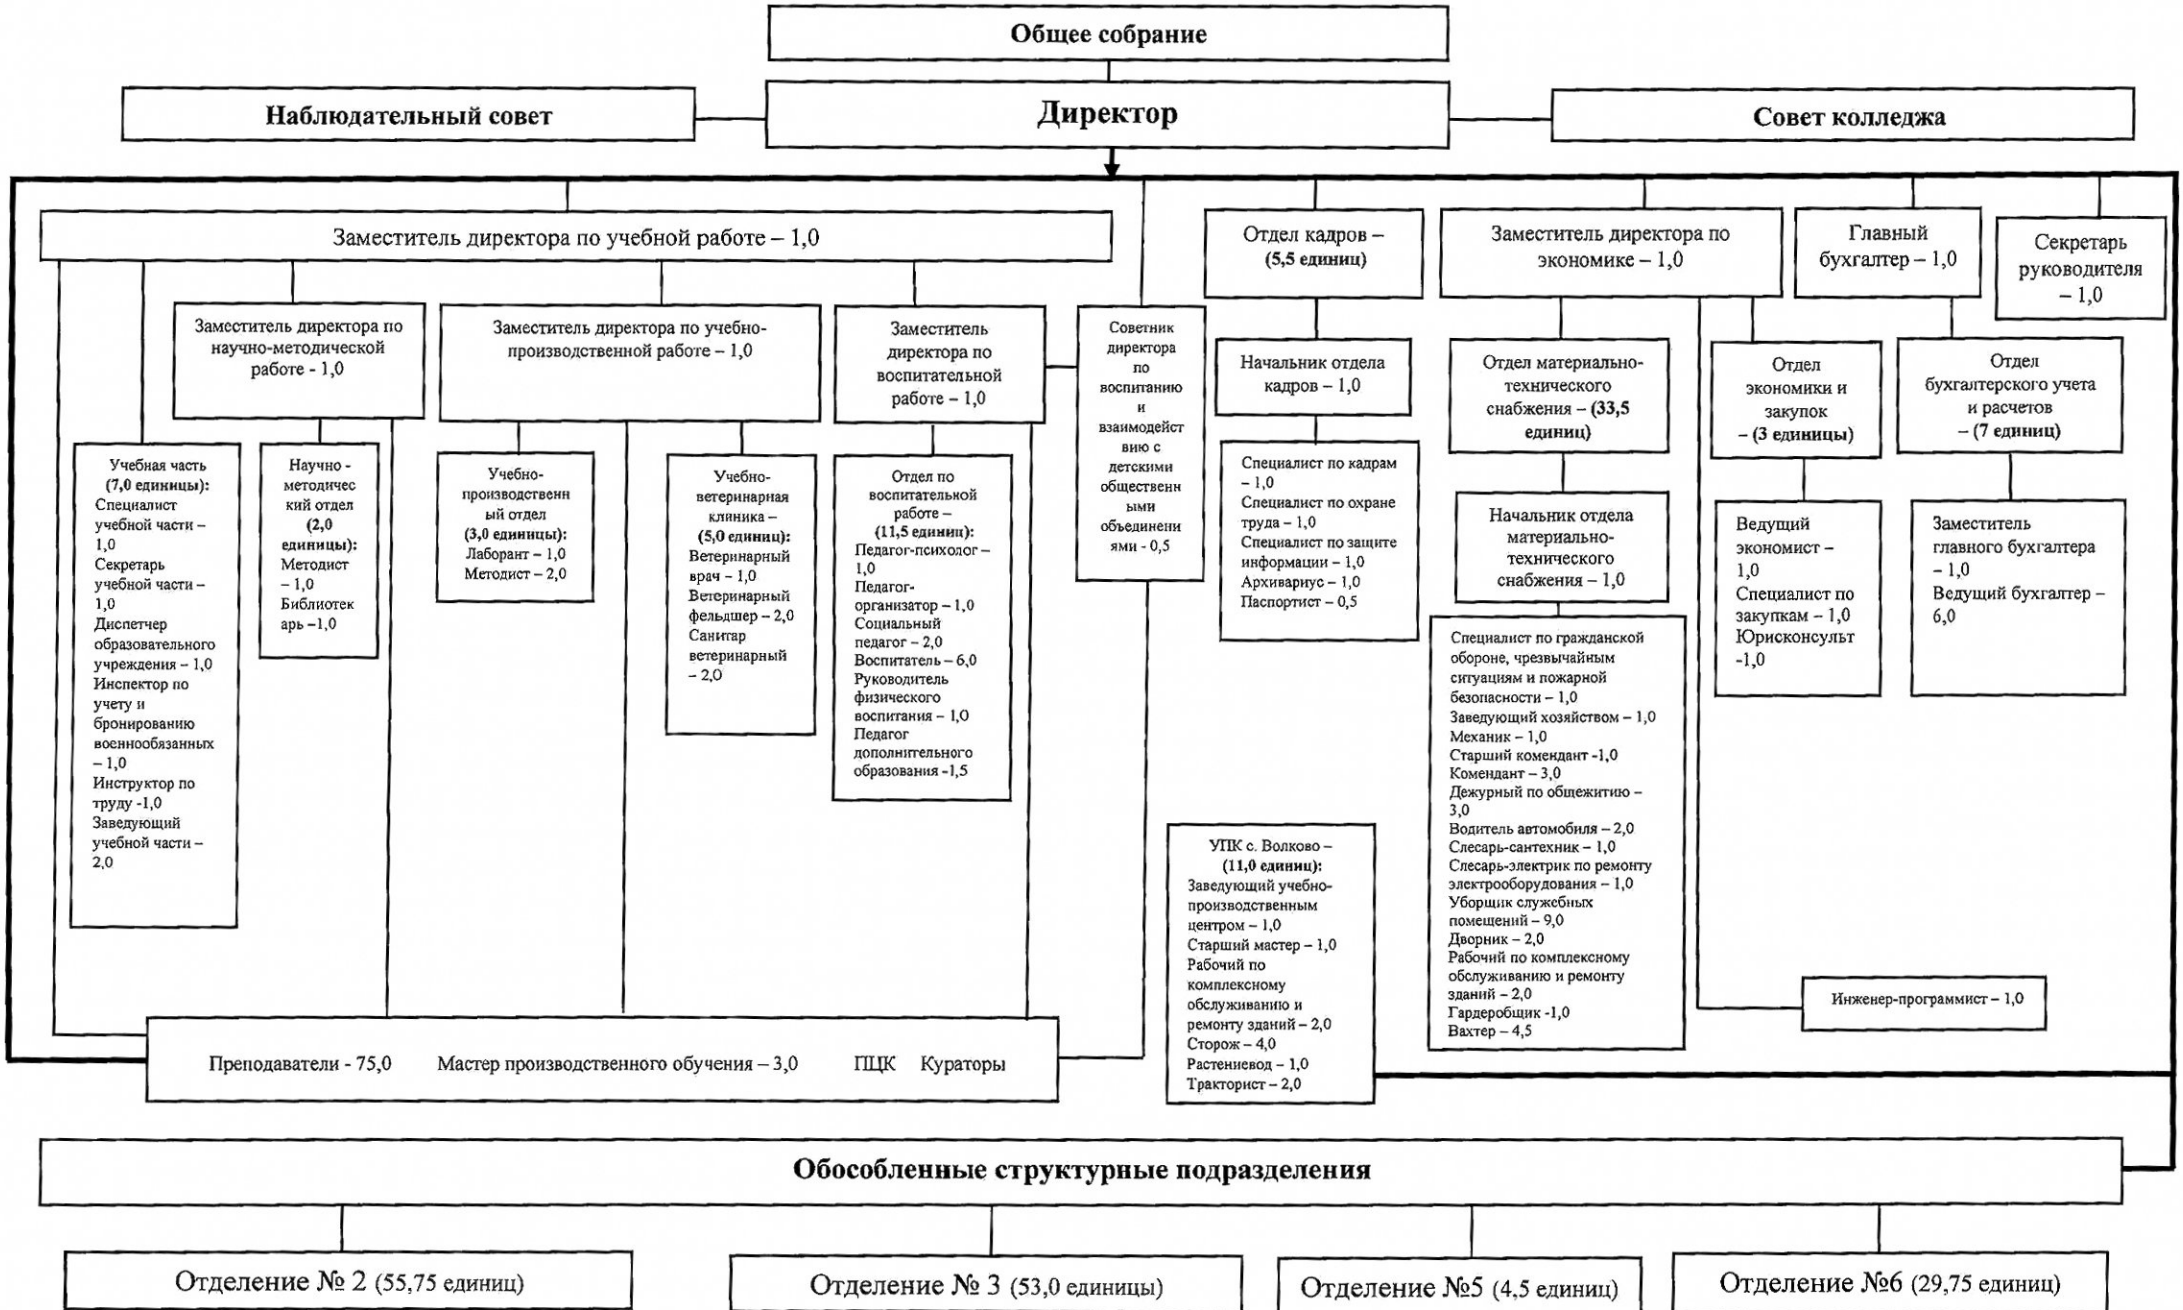 Общее собрание
Наблюдательный совет
Директор
Совет колледжа
Заместитель директора по учебной работе – 1,0
Отдел кадров –
(5,5 единиц)
Заместитель директора по
экономике – 1,0
Главный
бухгалтер – 1,0
Секретарь
руководителя
– 1,0
Заместитель директора по
научно-методической
работе - 1,0
Заместитель директора по учебно-
производственной работе – 1,0
Заместитель
директора по
воспитательной
работе – 1,0
Советник
директора
по
воспитанию
и
взаимодейст
вию с
детскими
общественн
ыми
объединени
ями - 0,5
Начальник отдела
кадров – 1,0
Отдел материально-
технического
снабжения – (33,5
единиц)
Отдел
экономики и
закупок
– (3 единицы)
Отдел
бухгалтерского учета
и расчетов
– (7 единиц)
Учебная часть
(7,0 единицы):
Специалист
учебной части –
1,0
Секретарь
учебной части –
1,0
Диспетчер
образовательного
учреждения – 1,0
Инспектор по
учету и
бронированию
военнообязанных
– 1,0
Инструктор по
труду -1,0
Заведующий
учебной части –
2,0
Научно -
методичес
кий отдел
(2,0
единицы):
Методист
– 1,0
Библиотек
арь –1,0
Учебно-
производственн
ый отдел
(3,0 единицы):
Лаборант – 1,0
Методист – 2,0
Учебно-
ветеринарная
клиника –
(5,0 единиц):
Ветеринарный
врач – 1,0
Ветеринарный
фельдшер – 2,0
Санитар
ветеринарный
– 2,0
Отдел по
воспитательной
работе –
(11,5 единиц):
Педагог-психолог –
1,0
Педагог-
организатор – 1,0
Социальный
педагог – 2,0
Воспитатель – 6,0
Руководитель
физического
воспитания – 1,0
Педагог
дополнительного
образования -1,5
Специалист по кадрам
– 1,0
Специалист по охране
труда – 1,0
Специалист по защите
информации – 1,0
Архивариус – 1,0
Паспортист – 0,5
Начальник отдела
материально-
технического
снабжения – 1,0
Ведущий
экономист –
1,0
Специалист по
закупкам – 1,0
Юрисконсульт
-1,0
Заместитель
главного бухгалтера
– 1,0
Ведущий бухгалтер –
6,0
Специалист по гражданской
обороне, чрезвычайным
ситуациям и пожарной
безопасности – 1,0
Заведующий хозяйством – 1,0
Механик – 1,0
Старший комендант -1,0
Комендант – 3,0
Дежурный по общежитию –
3,0
Водитель автомобиля – 2,0
Слесарь-сантехник – 1,0
Слесарь-электрик по ремонту
электрооборудования – 1,0
Уборщик служебных
помещений – 9,0
Дворник – 2,0
Рабочий по комплексному
обслуживанию и ремонту
зданий – 2,0
Гардеробщик -1,0
Вахтер – 4,5
УПК с. Волково –
(11,0 единиц):
Заведующий учебно-
производственным
центром – 1,0
Старший мастер – 1,0
Рабочий по
комплексному
обслуживанию и
ремонту зданий – 2,0
Сторож – 4,0
Растениевод – 1,0
Тракторист – 2,0
Инженер-программист – 1,0
Преподаватели - 75,0 Мастер производственного обучения – 3,0 ПЦК Кураторы
Обособленные структурные подразделения
Отделение № 2 (55,75 единиц)
Отделение № 3 (53,0 единицы)
Отделение №5 (4,5 единиц)
Отделение №6 (29,75 единиц)